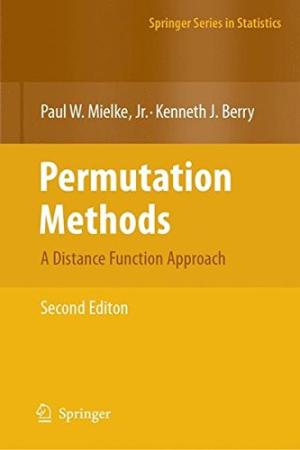 Springer Series in Statistics
Paul W. Mielke, Jr. · Kenneth J. Berry
Permutation
Methods
A Distance Function Approach
Second Editon
Springer